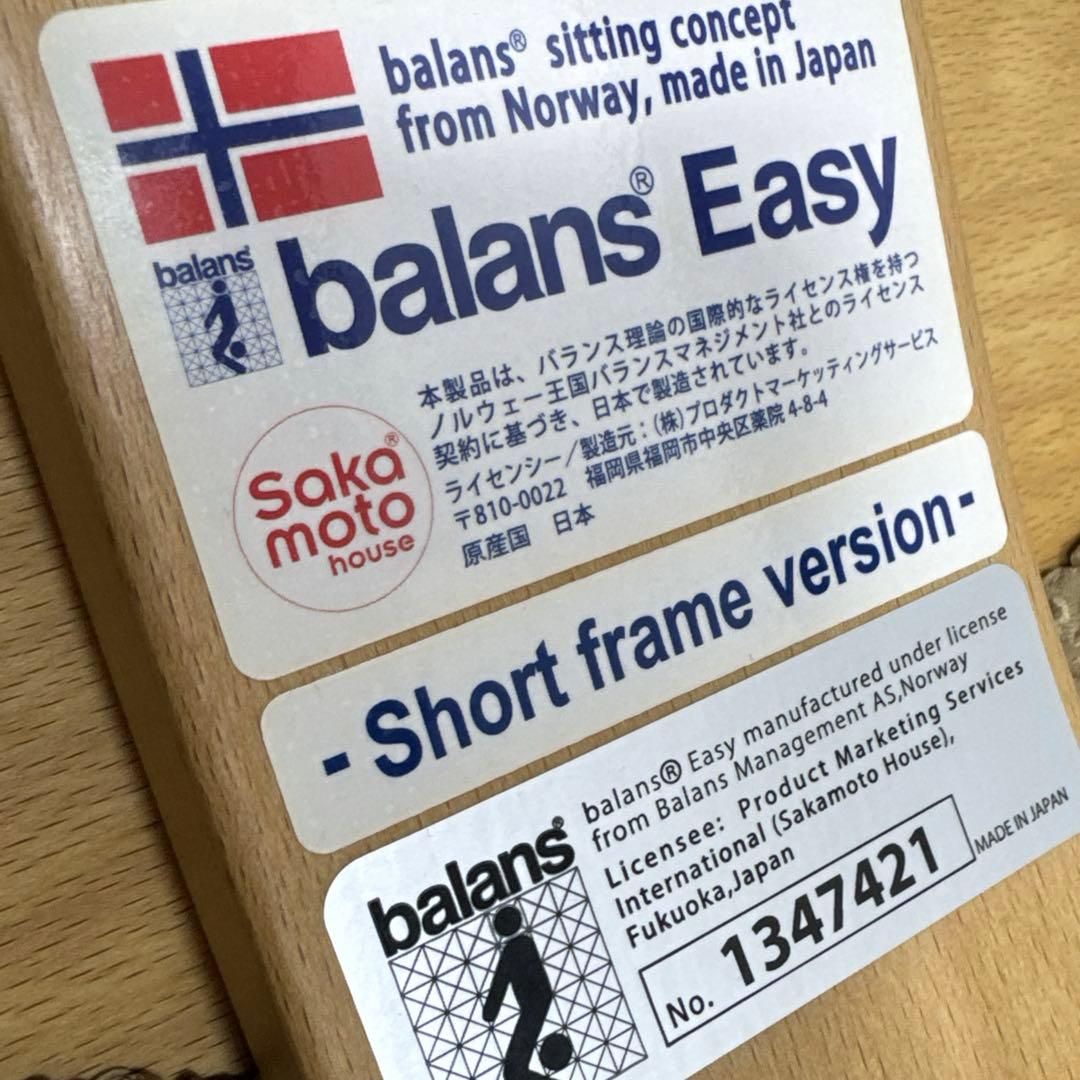 balans® sitting concept
from Norway, made in Japan
balans® Easy
balans®
本製品は、バランス理論の国際的なライセンス権を持つ
ノルウェー王国バランスマネジメント社とのライセンス
契約に基づき、日本で製造されています。
ライセンシー/製造元:(株)プロダクトマーケッティングサービス
〒810-0022 福岡県福岡市中央区薬院 4-8-4
原産国 日本
Saka®
moto
house
- Short frame version -
balans®
balans® Easy manufactured under license
from Balans Management AS,Norway
Licensee: Product Marketing Services
International (Sakamoto House),
Fukuoka,Japan
No. 1347421
MADE IN JAPAN